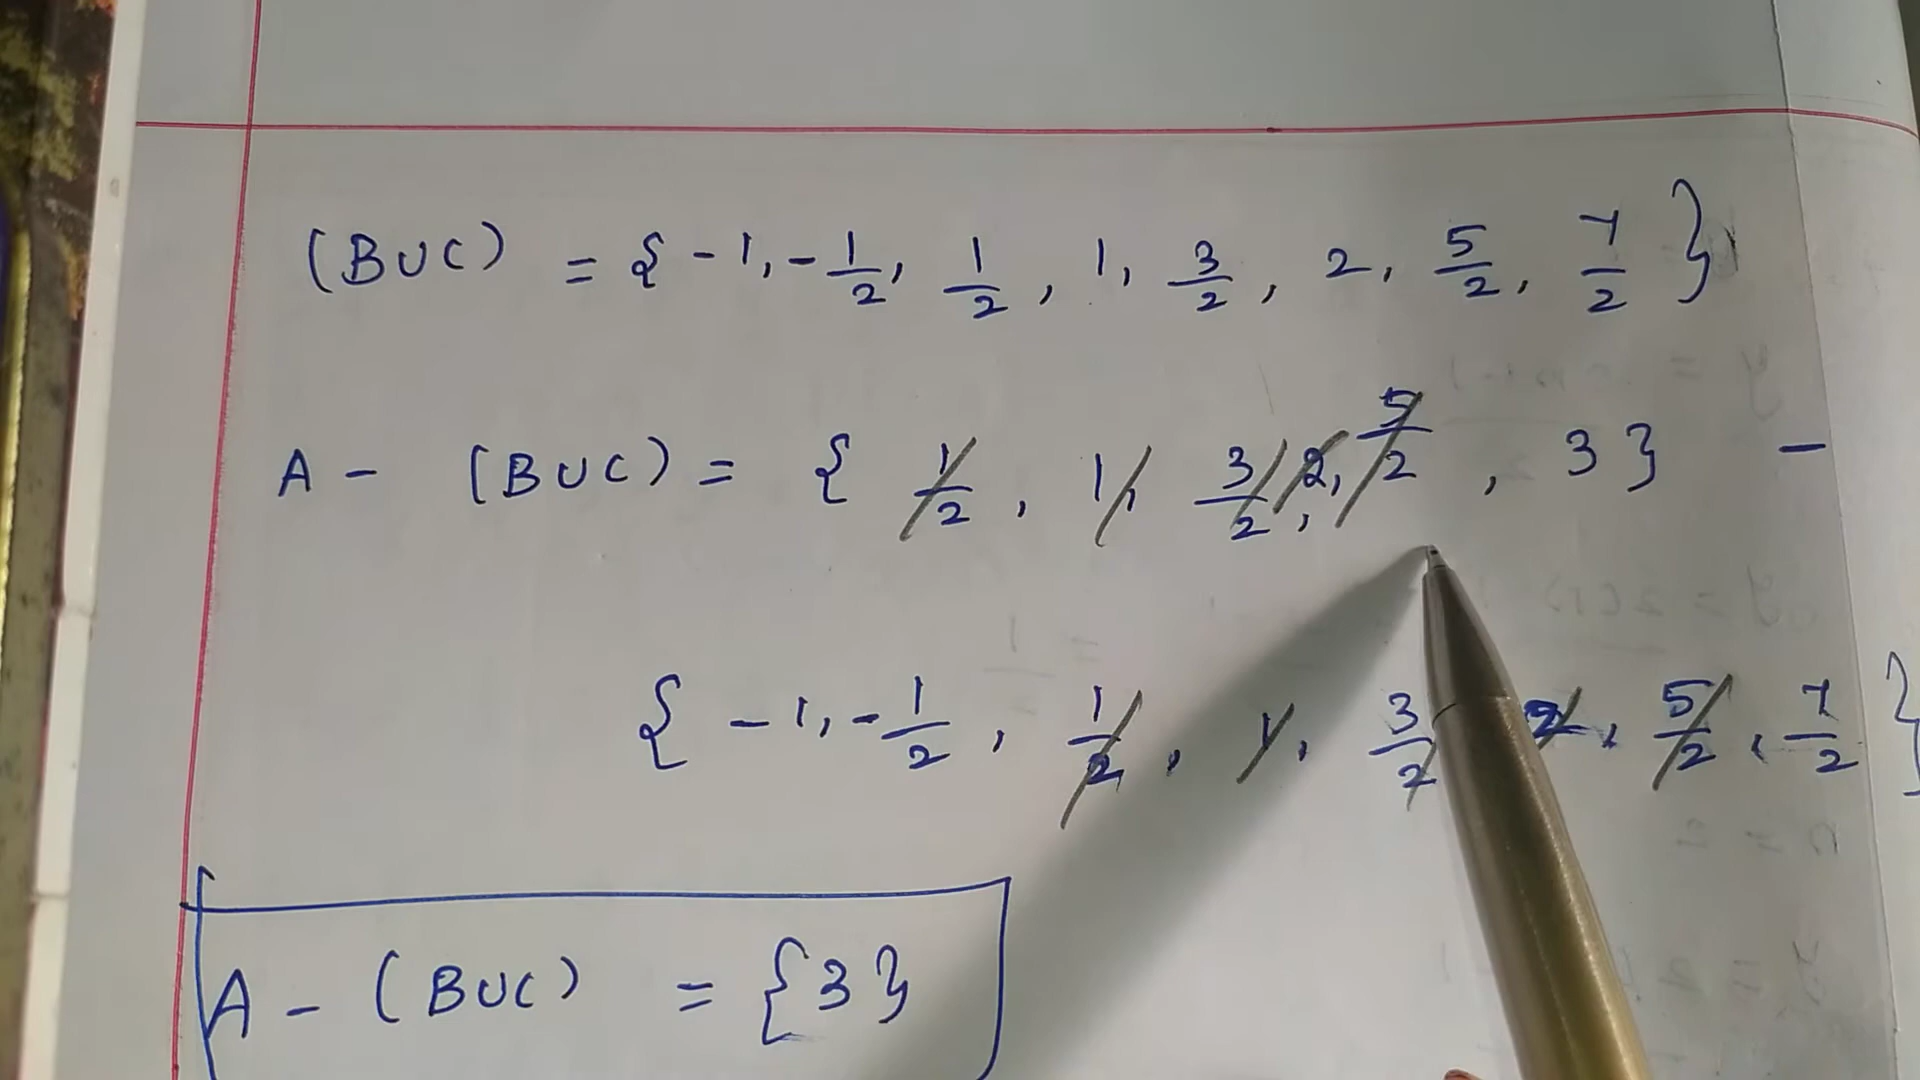 (B∪C) = { -1, -1/2, 1/2, 1, 3/2, 2, 5/2, 7/2 }
A - (B∪C) = { 1/2, 1, 3/2, 2, 5/2, 3 } -
{ -1, -1/2, 1/2, 1, 3/2, 2, 5/2, 7/2 }
A - (B∪C) = {3}